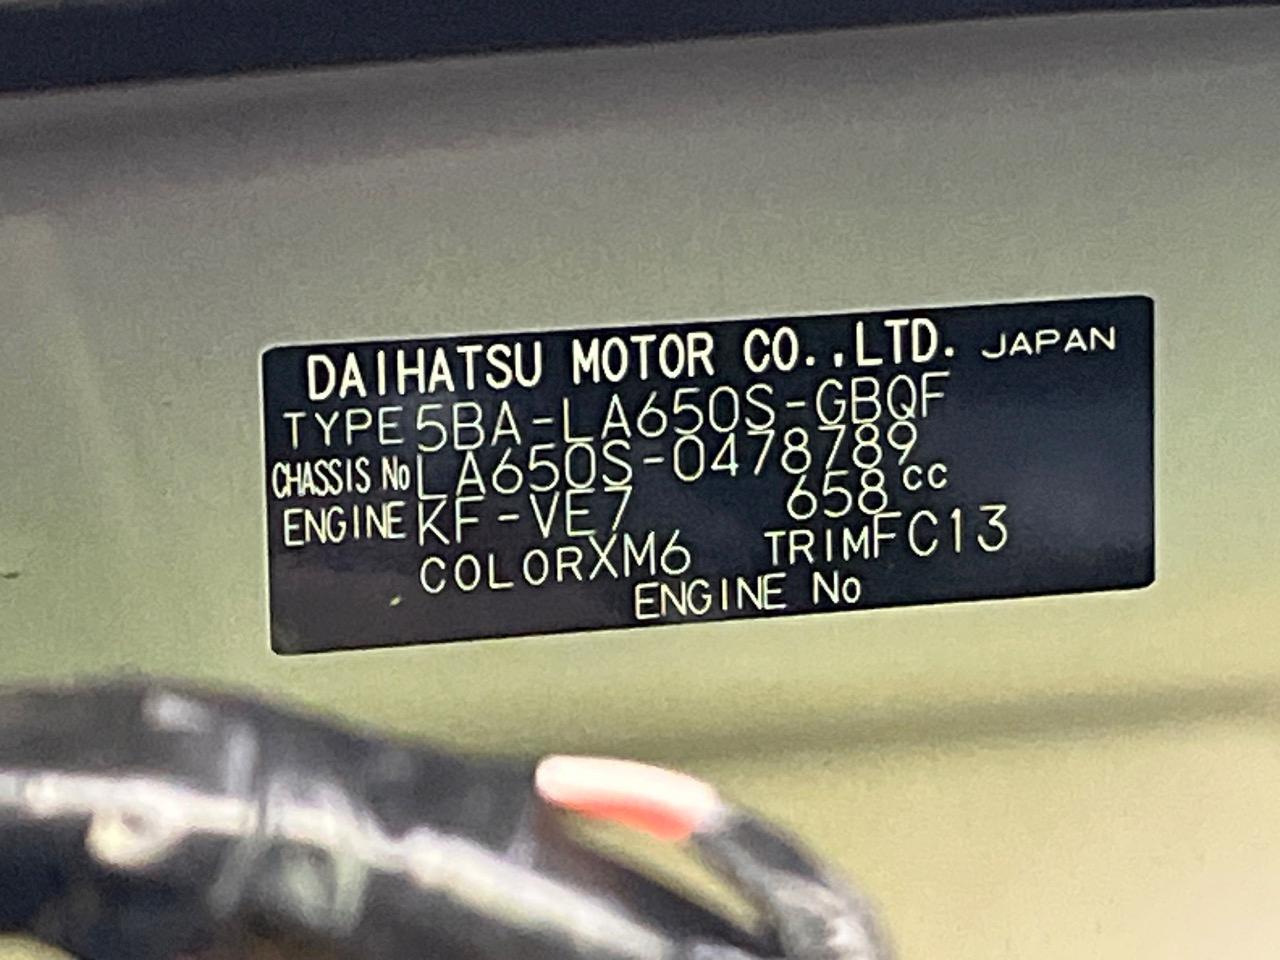 DAIHATSU MOTOR CO.,LTD. JAPAN
TYPE 5BA-LA650S-GBQF
CHASSIS No LA650S-0478789
ENGINE KF-VE7 658 cc
COLOR XM6 TRIM FC13
ENGINE No